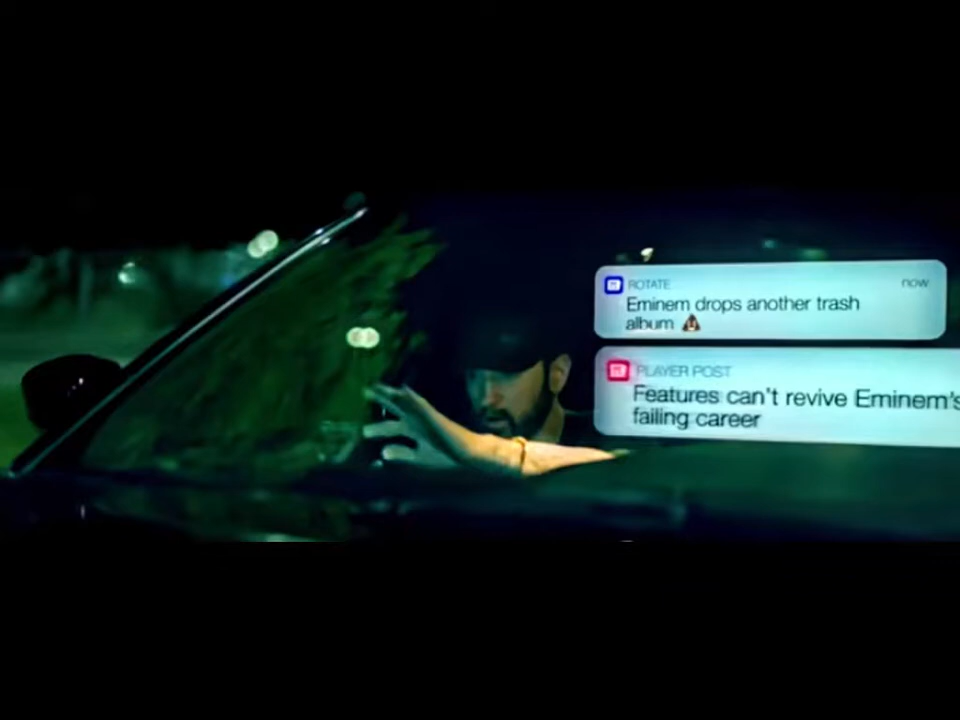 ROTATE
now
Eminem drops another trash
album 💩
PLAYER POST
Features can't revive Eminem's
failing career